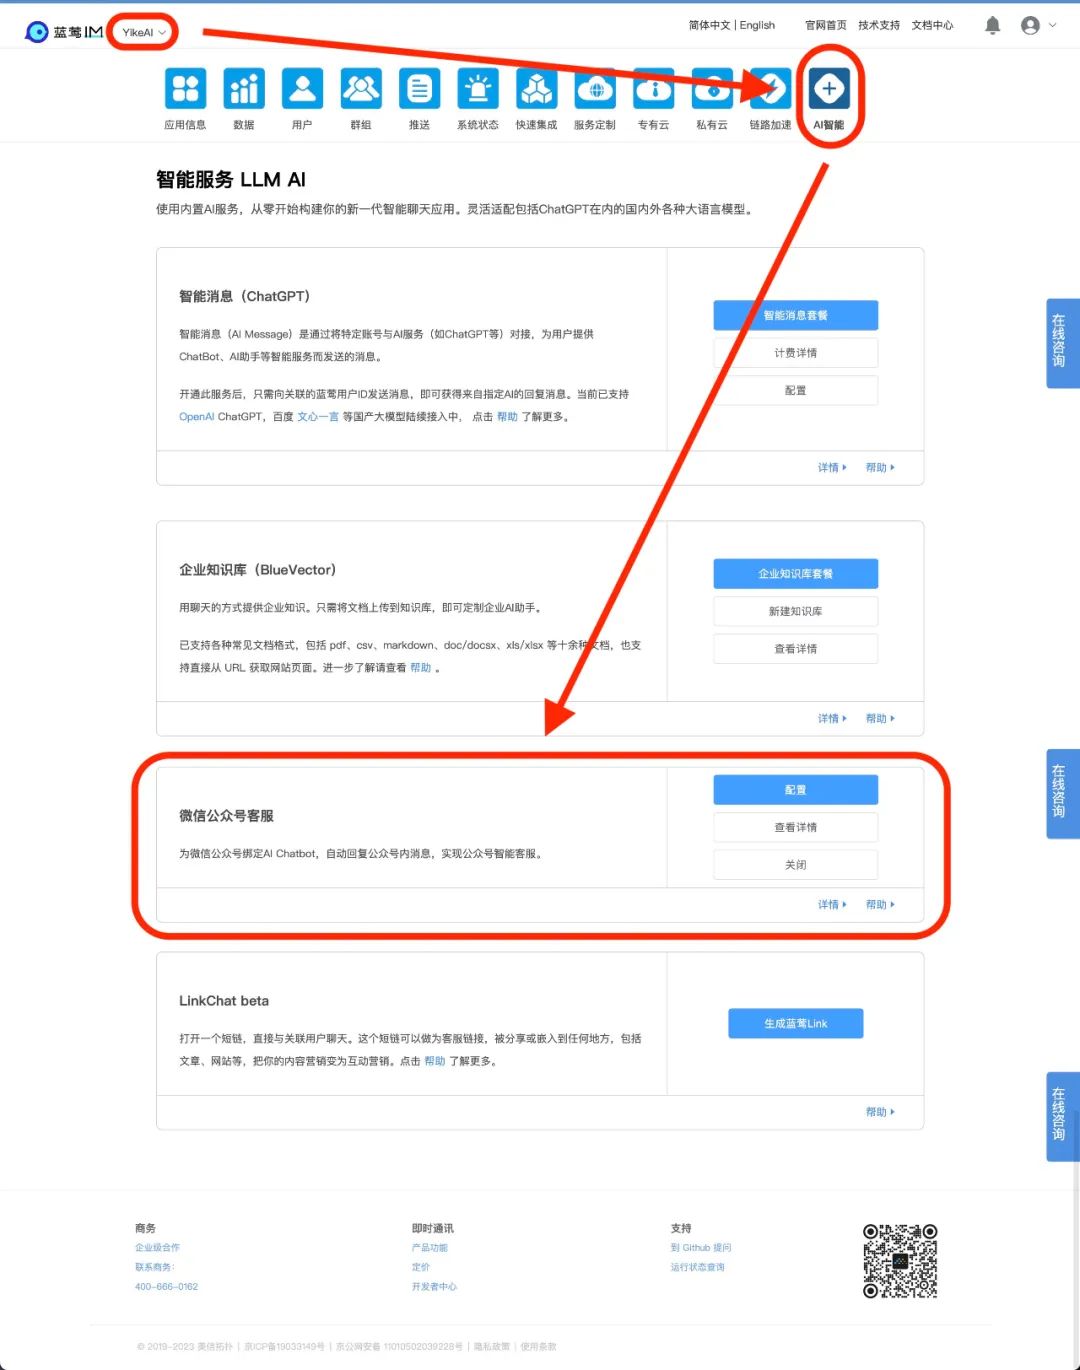 蓝莺IM
YikeAI
简体中文 | English
官网首页
技术支持
文档中心
应用信息
数据
用户
群组
推送
系统状态
快速集成
服务定制
专有云
私有云
链路加速
AI智能
智能服务 LLM AI
使用内置AI服务，从零开始构建你的新一代智能聊天应用。灵活适配包括ChatGPT在内的国内外各种大语言模型。
智能消息（ChatGPT）
智能消息（AI Message）是通过将特定账号与AI服务（如ChatGPT等）对接，为用户提供
ChatBot、AI助手等智能服务而发送的消息。
开通此服务后，只需向关联的蓝莺用户ID发送消息，即可获得来自指定AI的回复消息。当前已支持
OpenAI ChatGPT，百度 文心一言 等国产大模型陆续接入中， 点击 帮助 了解更多。
智能消息套餐
计费详情
配置
详情
帮助
企业知识库（BlueVector）
用聊天的方式提供企业知识。只需将文档上传到知识库，即可定制企业AI助手。
已支持各种常见文档格式，包括 pdf、csv、markdown、doc/docsx、xls/xlsx 等十余种文档，也支
持直接从 URL 获取网站页面。进一步了解请查看 帮助 。
企业知识库套餐
新建知识库
查看详情
详情
帮助
微信公众号客服
为微信公众号绑定AI Chatbot，自动回复公众号内消息，实现公众号智能客服。
配置
查看详情
关闭
详情
帮助
LinkChat beta
打开一个短链，直接与关联用户聊天。这个短链可以做为客服链接，被分享或嵌入到任何地方，包括
文章、网站等，把你的内容营销变为互动营销。点击 帮助 了解更多。
生成蓝莺Link
帮助
在线咨询
在线咨询
在线咨询
商务
企业级合作
联系商务：
400-666-0162
即时通讯
产品功能
定价
开发者中心
支持
到 Github 提问
运行状态查询
© 2019-2023 美信拓扑 | 京ICP备19033149号 | 京公网安备 11010502039228号 | 隐私政策 | 使用条款